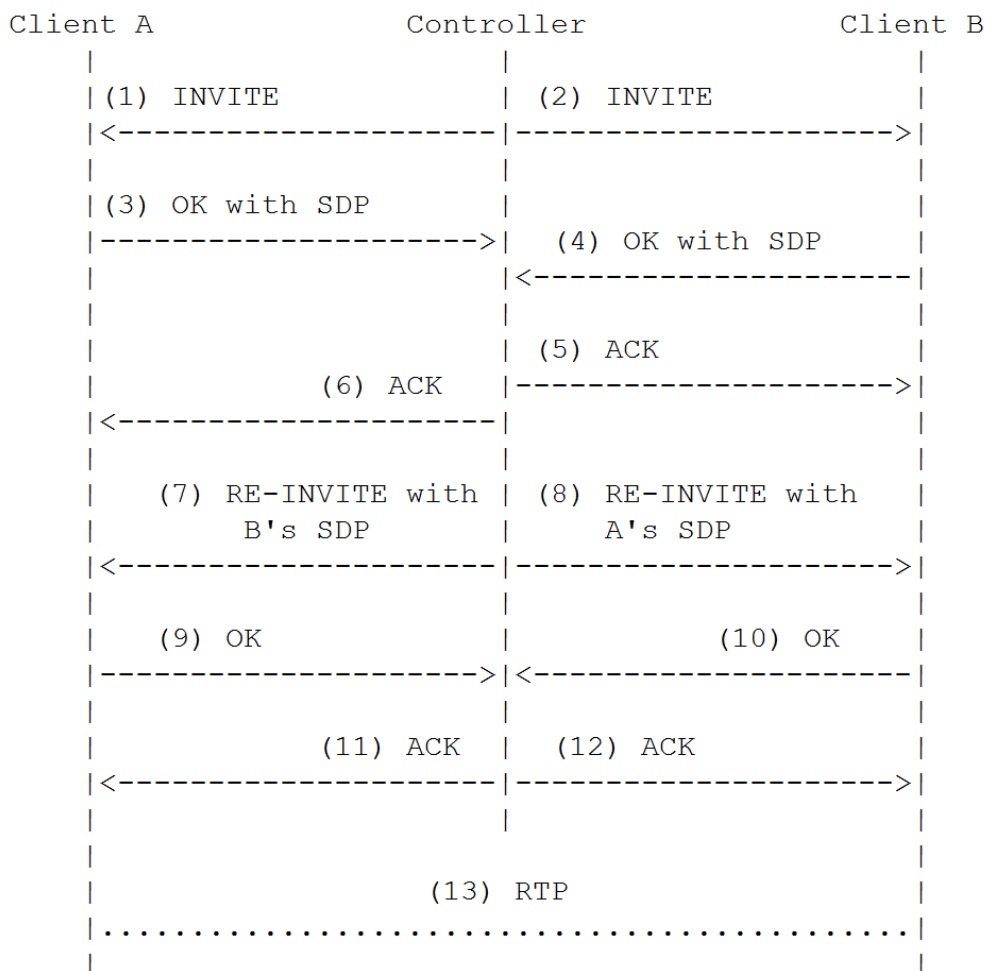 Client A                Controller              Client B
    |                       |                       |
    |(1) INVITE             | (2) INVITE            |
    |<----------------------|---------------------->|
    |                       |                       |
    |(3) OK with SDP        |                       |
    |---------------------->|  (4) OK with SDP      |
    |                       |<----------------------|
    |                       |                       |
    |                       | (5) ACK               |
    |             (6) ACK   |---------------------->|
    |<----------------------|                       |
    |                       |                       |
    |    (7) RE-INVITE with | (8) RE-INVITE with    |
    |         B's SDP       |     A's SDP           |
    |<----------------------|---------------------->|
    |                       |                       |
    |    (9) OK             |            (10) OK    |
    |---------------------->|<----------------------|
    |                       |                       |
    |             (11) ACK  |  (12) ACK             |
    |<----------------------|---------------------->|
    |                       |                       |
    |                                               |
    |                   (13) RTP                    |
    |...............................................|
    |                                               |